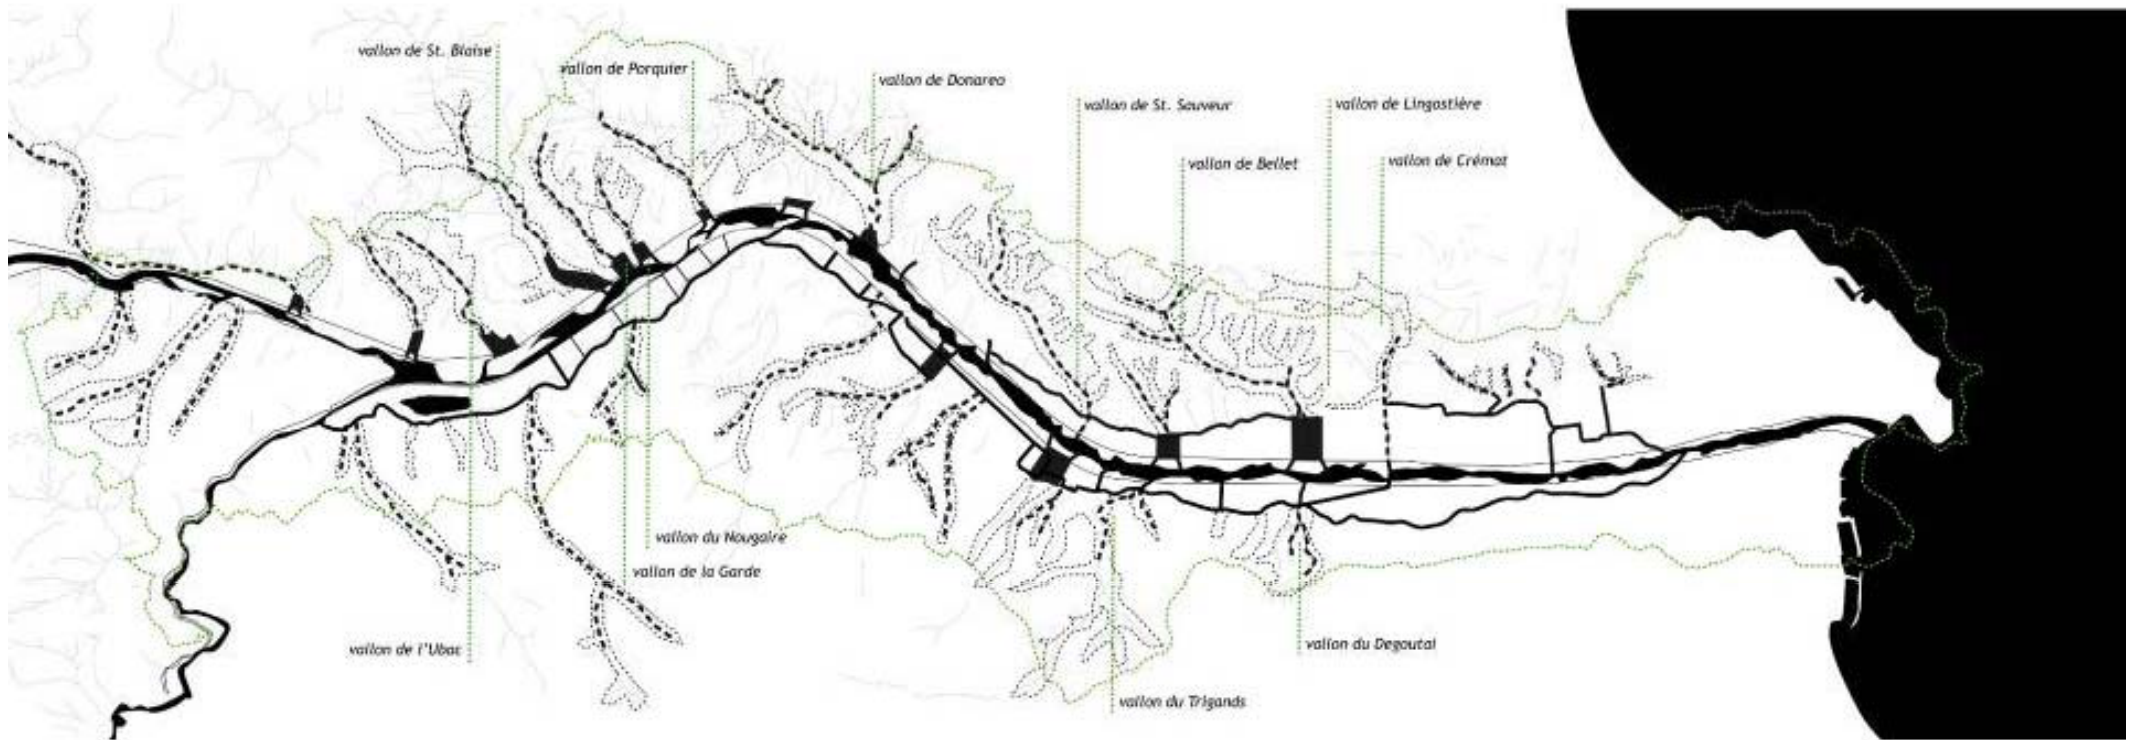 vallon de St. Blaise
vallon de Porquier
vallon de Donareo
vallon de St. Sauveur
vallon de Lingostière
vallon de Bellet
vallon de Crémat
vallon du Nougaire
vallon de la Garde
vallon de l'Ubac
vallon du Degoutai
vallon du Trigands